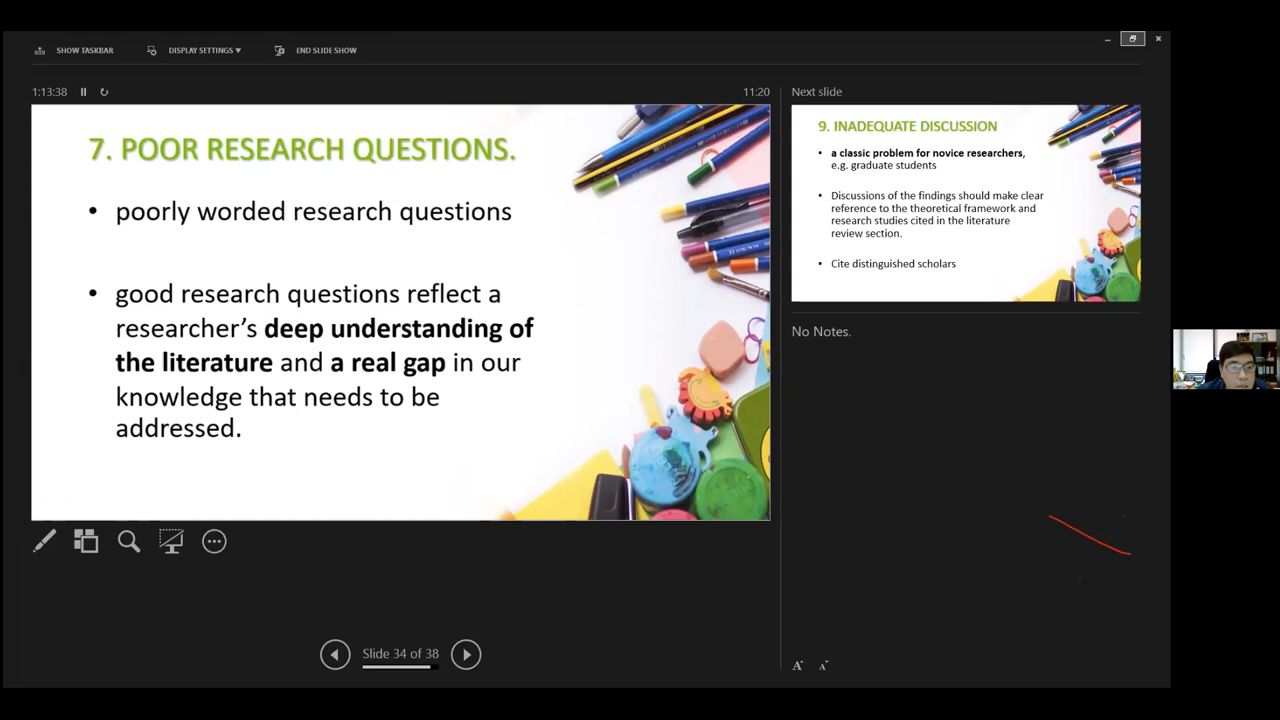 SHOW TASKBAR
DISPLAY SETTINGS ▾
END SLIDE SHOW
1:13:38
11:20
7. POOR RESEARCH QUESTIONS.
• poorly worded research questions
• good research questions reflect a
researcher's deep understanding of
the literature and a real gap in our
knowledge that needs to be
addressed.
Slide 34 of 38
Next slide
9. INADEQUATE DISCUSSION
• a classic problem for novice researchers,
e.g. graduate students
• Discussions of the findings should make clear
reference to the theoretical framework and
research studies cited in the literature
review section.
• Cite distinguished scholars
No Notes.
A A